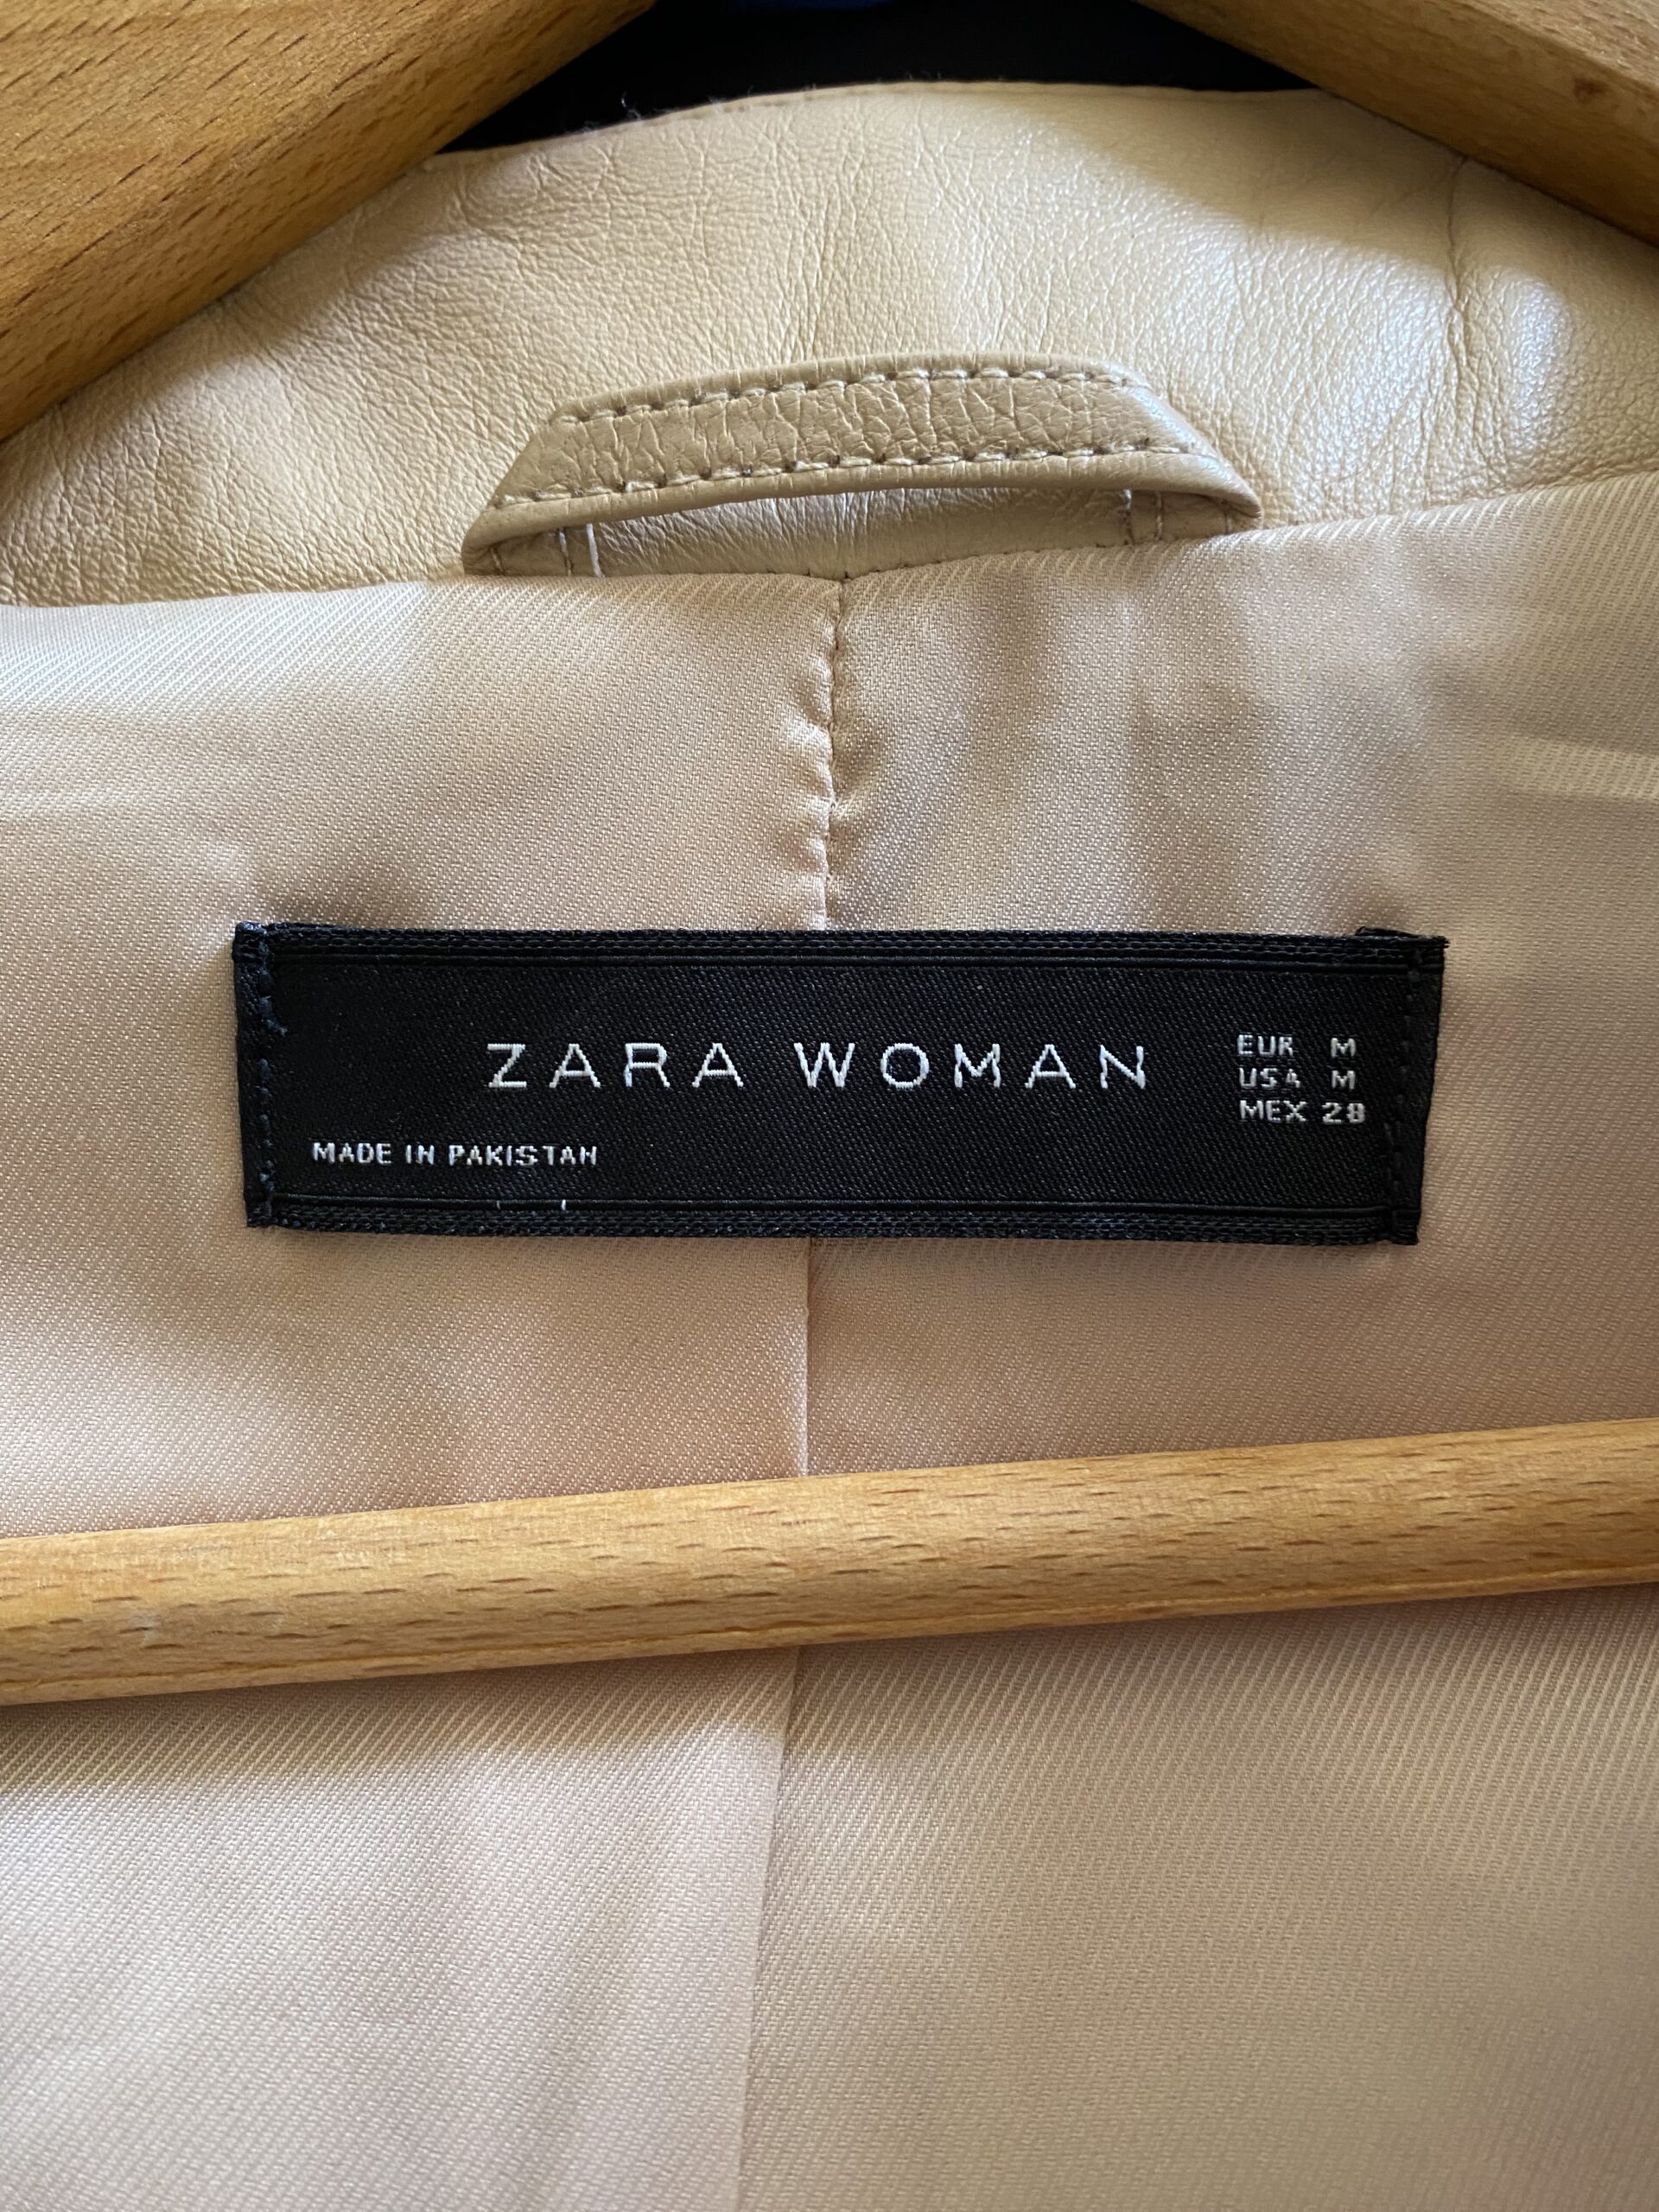 ZARA WOMAN
EUR M
USA M
MEX 28
MADE IN PAKISTAN